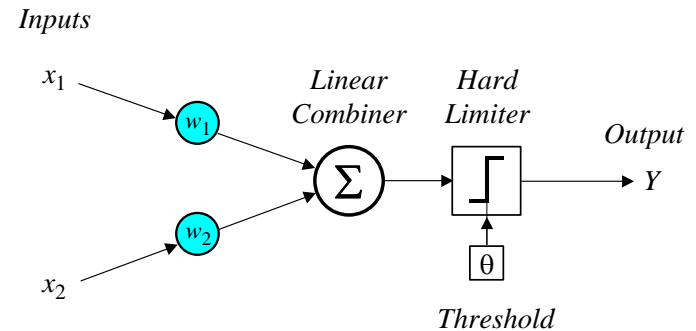 Inputs
x1
Linear
Combiner
Hard
Limiter
w1
Output
Σ
Y
w2
θ
x2
Threshold